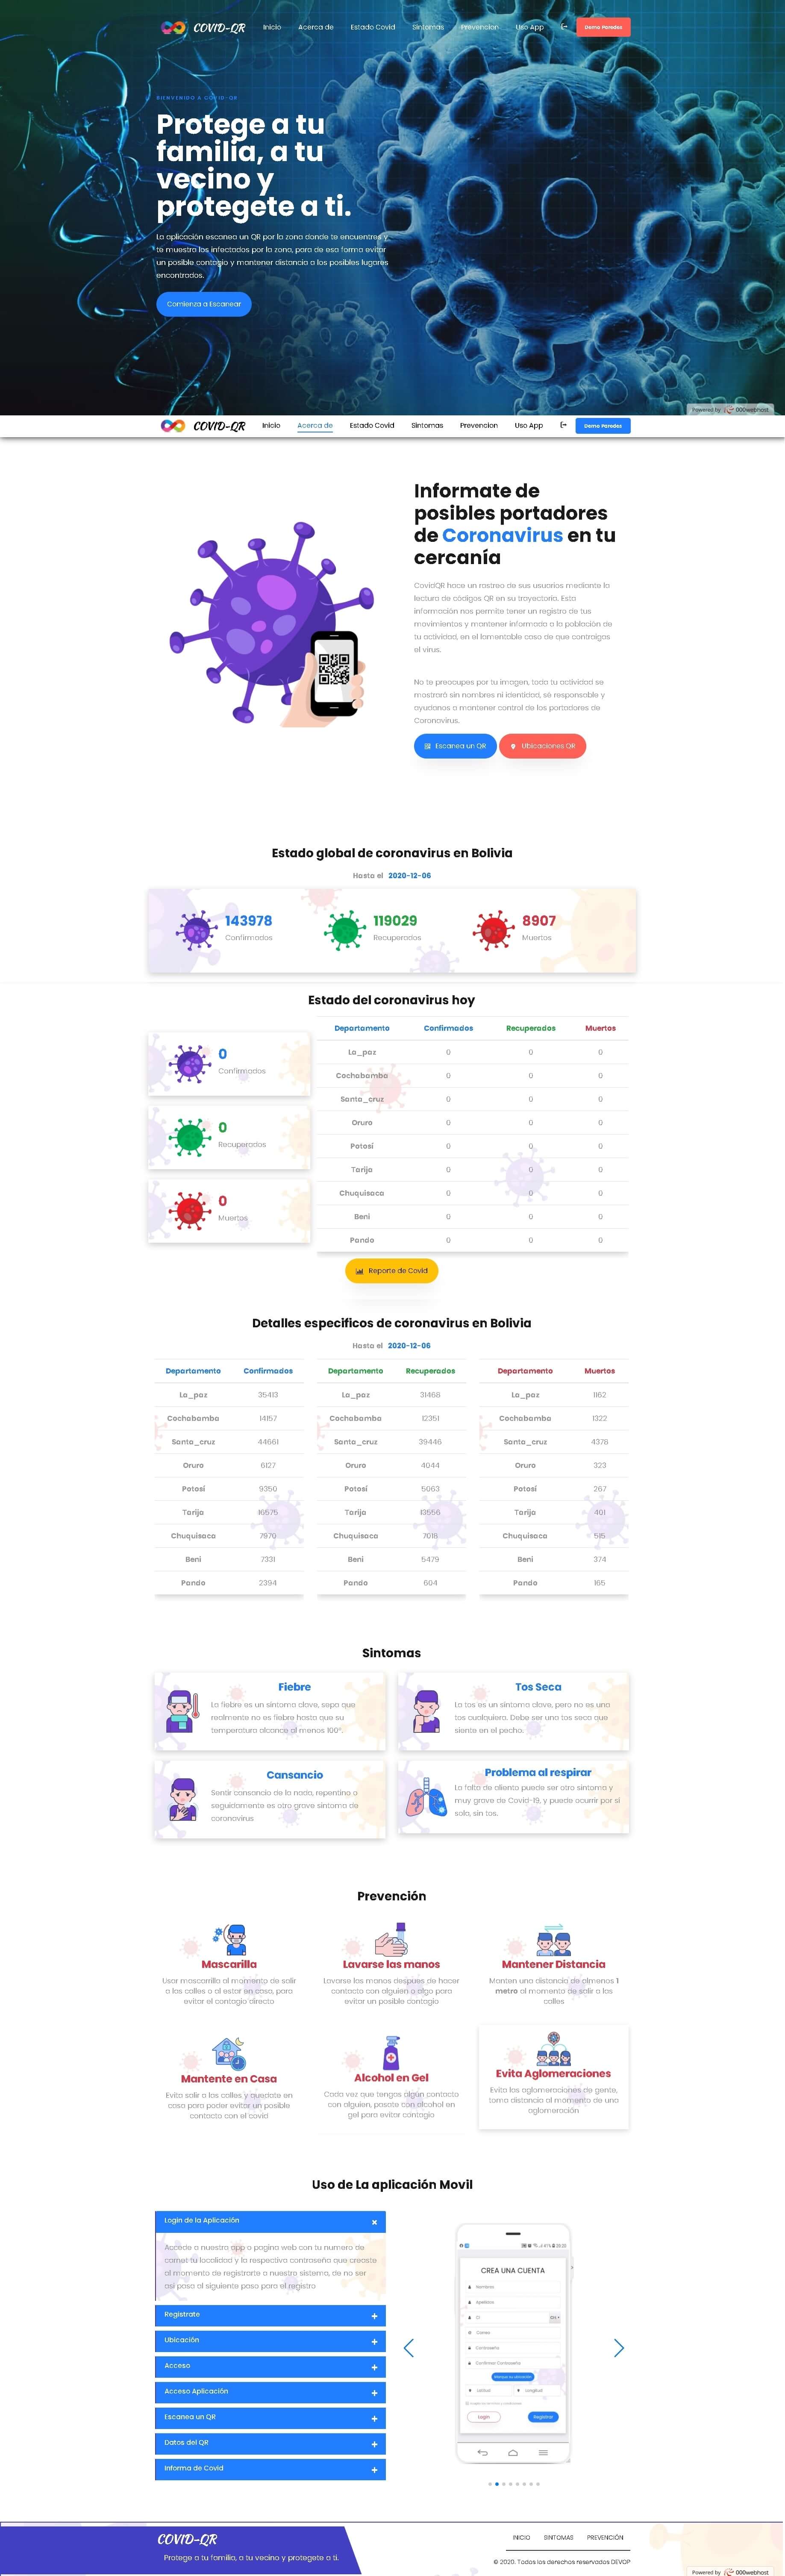 COVID-QR Inicio Acerca de Estado Covid Sintomas Prevencion Uso App Demo Paredes
BIENVENIDO A COVID-QR
Protege a tu
familia, a tu
vecino y
protegete a ti.
La aplicación escanea un QR por la zona donde te encuentres y
te muestra los infectados por la zona, para de esa forma evitar
un posible contagio y mantener distancia a los posibles lugares
encontrados.
Comienza a Escanear
Powered by 000webhost
COVID-QR Inicio Acerca de Estado Covid Sintomas Prevencion Uso App Demo Paredes
Informate de
posibles portadores
de Coronavirus en tu
cercanía
CovidQR hace un rastreo de sus usuarios mediante la
lectura de códigos QR en su trayectoria. Esta
información nos permite tener un registro de tus
movimientos y mantener informada a la población de
tu actividad, en el lamentable caso de que contraigas
el virus.
No te preocupes por tu imagen, toda tu actividad se
mostrará sin nombres ni identidad, sé responsable y
ayudanos a mantener control de los portadores de
Coronavirus.
Escanea un QR Ubicaciones QR
Estado global de coronavirus en Bolivia
Hasta el 2020-12-06
143978 119029 8907
Confirmados Recuperados Muertos
Estado del coronavirus hoy
0
Confirmados
0
Recuperados
0
Muertos
Departamento Confirmados Recuperados Muertos
La_paz 0 0 0
Cochabamba 0 0 0
Santa_cruz 0 0 0
Oruro 0 0 0
Potosí 0 0 0
Tarija 0 0 0
Chuquisaca 0 0 0
Beni 0 0 0
Pando 0 0 0
Reporte de Covid
Detalles especificos de coronavirus en Bolivia
Hasta el 2020-12-06
Departamento Confirmados
La_paz 35413
Cochabamba 14157
Santa_cruz 44661
Oruro 6127
Potosí 9350
Tarija 16575
Chuquisaca 7970
Beni 7331
Pando 2394
Departamento Recuperados
La_paz 31468
Cochabamba 12351
Santa_cruz 39446
Oruro 4044
Potosí 5063
Tarija 13556
Chuquisaca 7018
Beni 5479
Pando 604
Departamento Muertos
La_paz 1162
Cochabamba 1322
Santa_cruz 4378
Oruro 323
Potosí 267
Tarija 401
Chuquisaca 515
Beni 374
Pando 165
Sintomas
Fiebre
La fiebre es un sintoma clave, sepa que
realmente no es fiebre hasta que su
temperatura alcance al menos 100°.
Tos Seca
La tos es un sintoma clave, pero no es una
tos cualquiera. Debe ser una tos seca que
siente en el pecho.
Cansancio
Sentir cansancio de la nada, repentino o
seguidamente es otro grave sintoma de
coronavirus
Problema al respirar
La falta de aliento puede ser otro sintoma y
muy grave de Covid-19, y puede ocurrir por si
sola, sin tos.
Prevención
Mascarilla
Usar mascarrilla al momento de salir
a las calles o al estar en casa, para
evitar el contagio directo
Lavarse las manos
Lavarse las manos despues de hacer
contacto con alguien o algo para
evitar un posible contagio
Mantener Distancia
Manten una distancia de almenos 1
metro al momento de salir a las
calles
Mantente en Casa
Evita salir a las calles y quedate en
casa para poder evitar un posible
contacto con el covid
Alcohol en Gel
Cada vez que tengas algún contacto
con alguien, pasate con alcohol en
gel para evitar contagio
Evita Aglomeraciones
Evita las aglomeraciones de gente,
toma distancia al momento de una
aglomeración
Uso de La aplicación Movil
Login de la Aplicación
Accede a nuestra app o pagina web con tu numero de
carnet tu localidad y la respectiva contraseña que creaste
al momento de registrarte a nuestro sistema, de no ser
asi pasa al siguiente paso para el registro
Registrate
Ubicación
Acceso
Acceso Aplicación
Escanea un QR
Datos del QR
Informa de Covid
CREA UNA CUENTA
Nombres
Apellidos
CI
Correo
Contraseña
Confirmar Contraseña
Latitud Longitud
Login Registrar
COVID-QR
Protege a tu familia, a tu vecina y protegete a ti.
INICIO SINTOMAS PREVENCIÓN
© 2020. Todos los derechos reservados DEVOP
Powered by 000webhost